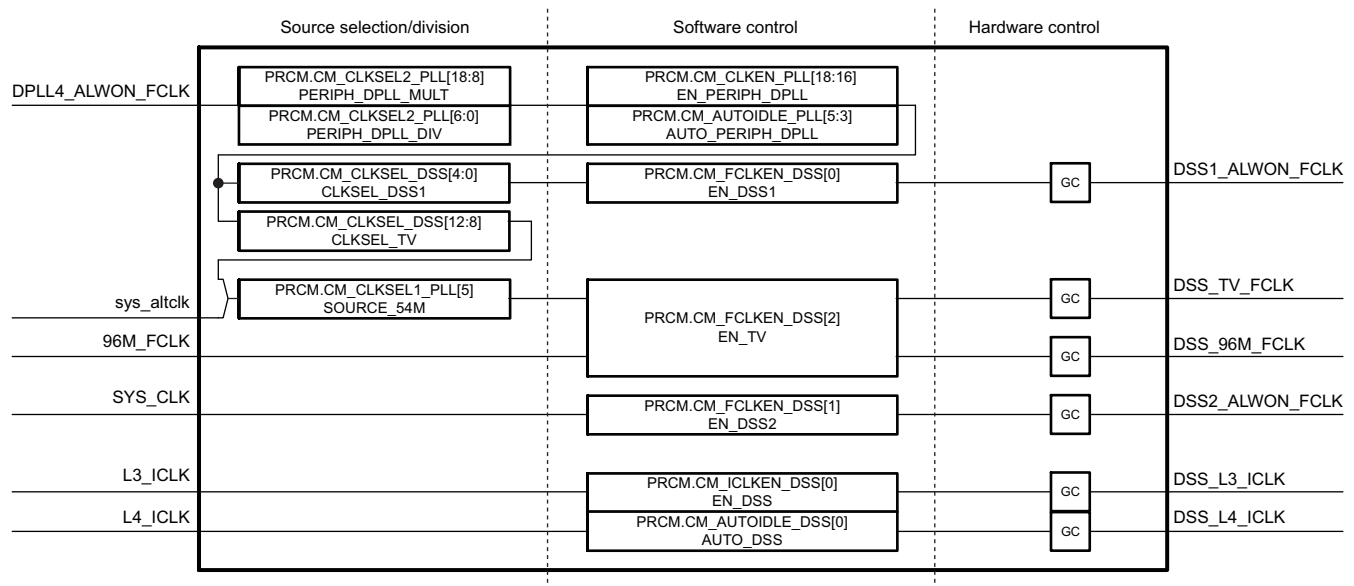 Source selection/division
Software control
Hardware control
DPLL4_ALWON_FCLK
PRCM.CM_CLKSEL2_PLL[18:8]
PERIPH_DPLL_MULT
PRCM.CM_CLKSEL2_PLL[6:0]
PERIPH_DPLL_DIV
PRCM.CM_CLKEN_PLL[18:16]
EN_PERIPH_DPLL
PRCM.CM_AUTOIDLE_PLL[5:3]
AUTO_PERIPH_DPLL
PRCM.CM_CLKSEL_DSS[4:0]
CLKSEL_DSS1
PRCM.CM_FCLKEN_DSS[0]
EN_DSS1
GC
DSS1_ALWON_FCLK
PRCM.CM_CLKSEL_DSS[12:8]
CLKSEL_TV
sys_altclk
PRCM.CM_CLKSEL1_PLL[5]
SOURCE_54M
PRCM.CM_FCLKEN_DSS[2]
EN_TV
GC
DSS_TV_FCLK
96M_FCLK
GC
DSS_96M_FCLK
SYS_CLK
PRCM.CM_FCLKEN_DSS[1]
EN_DSS2
GC
DSS2_ALWON_FCLK
L3_ICLK
PRCM.CM_ICLKEN_DSS[0]
EN_DSS
GC
DSS_L3_ICLK
L4_ICLK
PRCM.CM_AUTOIDLE_DSS[0]
AUTO_DSS
GC
DSS_L4_ICLK